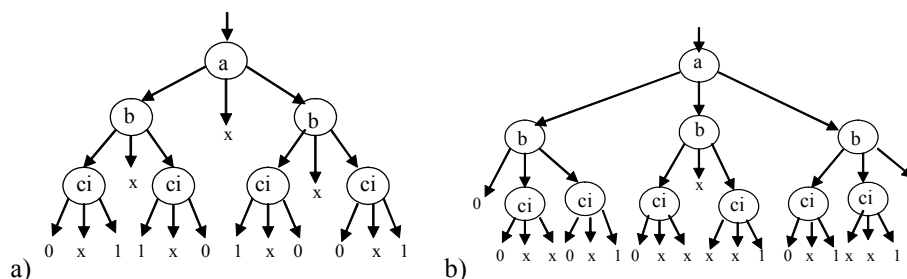 a
b x b
ci x ci ci x ci
0 x 1 1 x 0 1 x 0 0 x 1
a)
a
b b b
x
0 ci ci ci ci ci ci
0 x x 0 x 1 0 x x x x 1 0 x 1 x x 1
b)